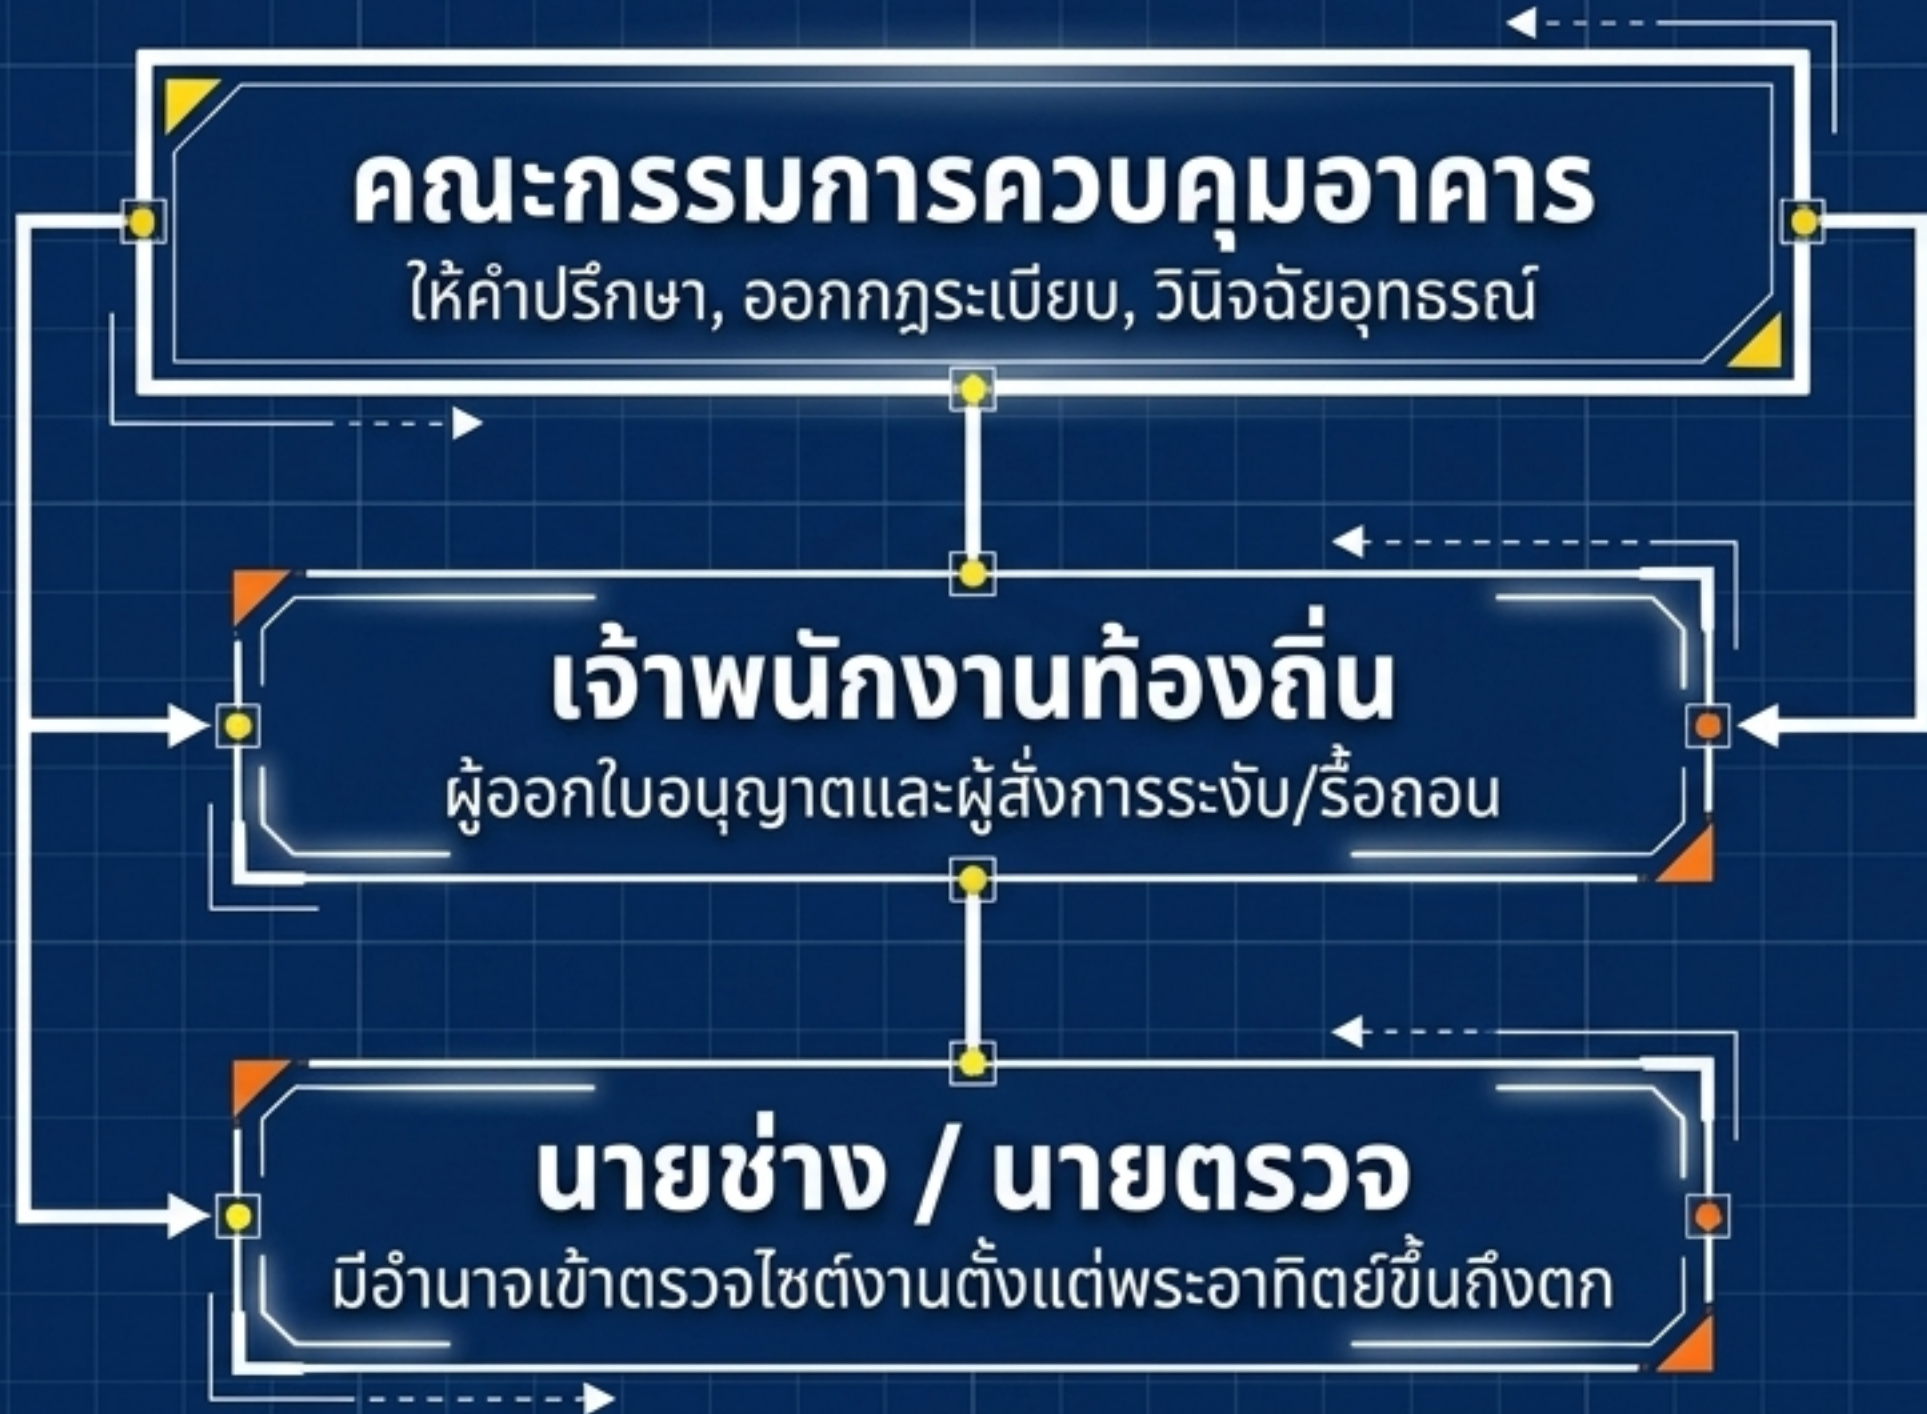 คณะกรรมการควบคุมอาคาร
ให้คำปรึกษา, ออกกฎระเบียบ, วินิจฉัยอุทธรณ์
เจ้าพนักงานท้องถิ่น
ผู้ออกใบอนุญาตและผู้สั่งการระงับ/รื้อถอน
นายช่าง / นายตรวจ
มีอำนาจเข้าตรวจไซต์งานตั้งแต่พระอาทิตย์ขึ้นถึงตก